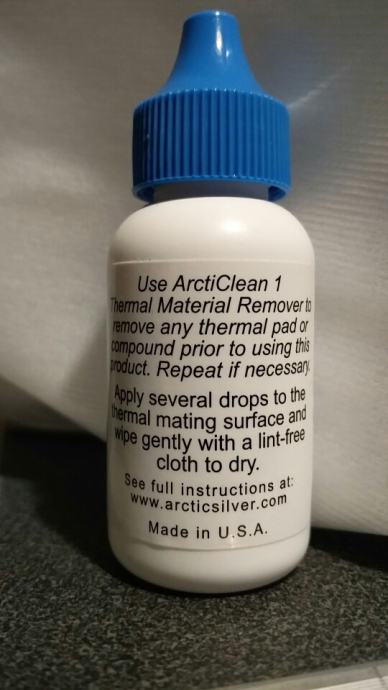 Use ArctiClean 1
Thermal Material Remover to
remove any thermal pad or
compound prior to using this
product. Repeat if necessary.
Apply several drops to the
thermal mating surface and
wipe gently with a lint-free
cloth to dry.
See full instructions at:
www.arcticsilver.com
Made in U.S.A.